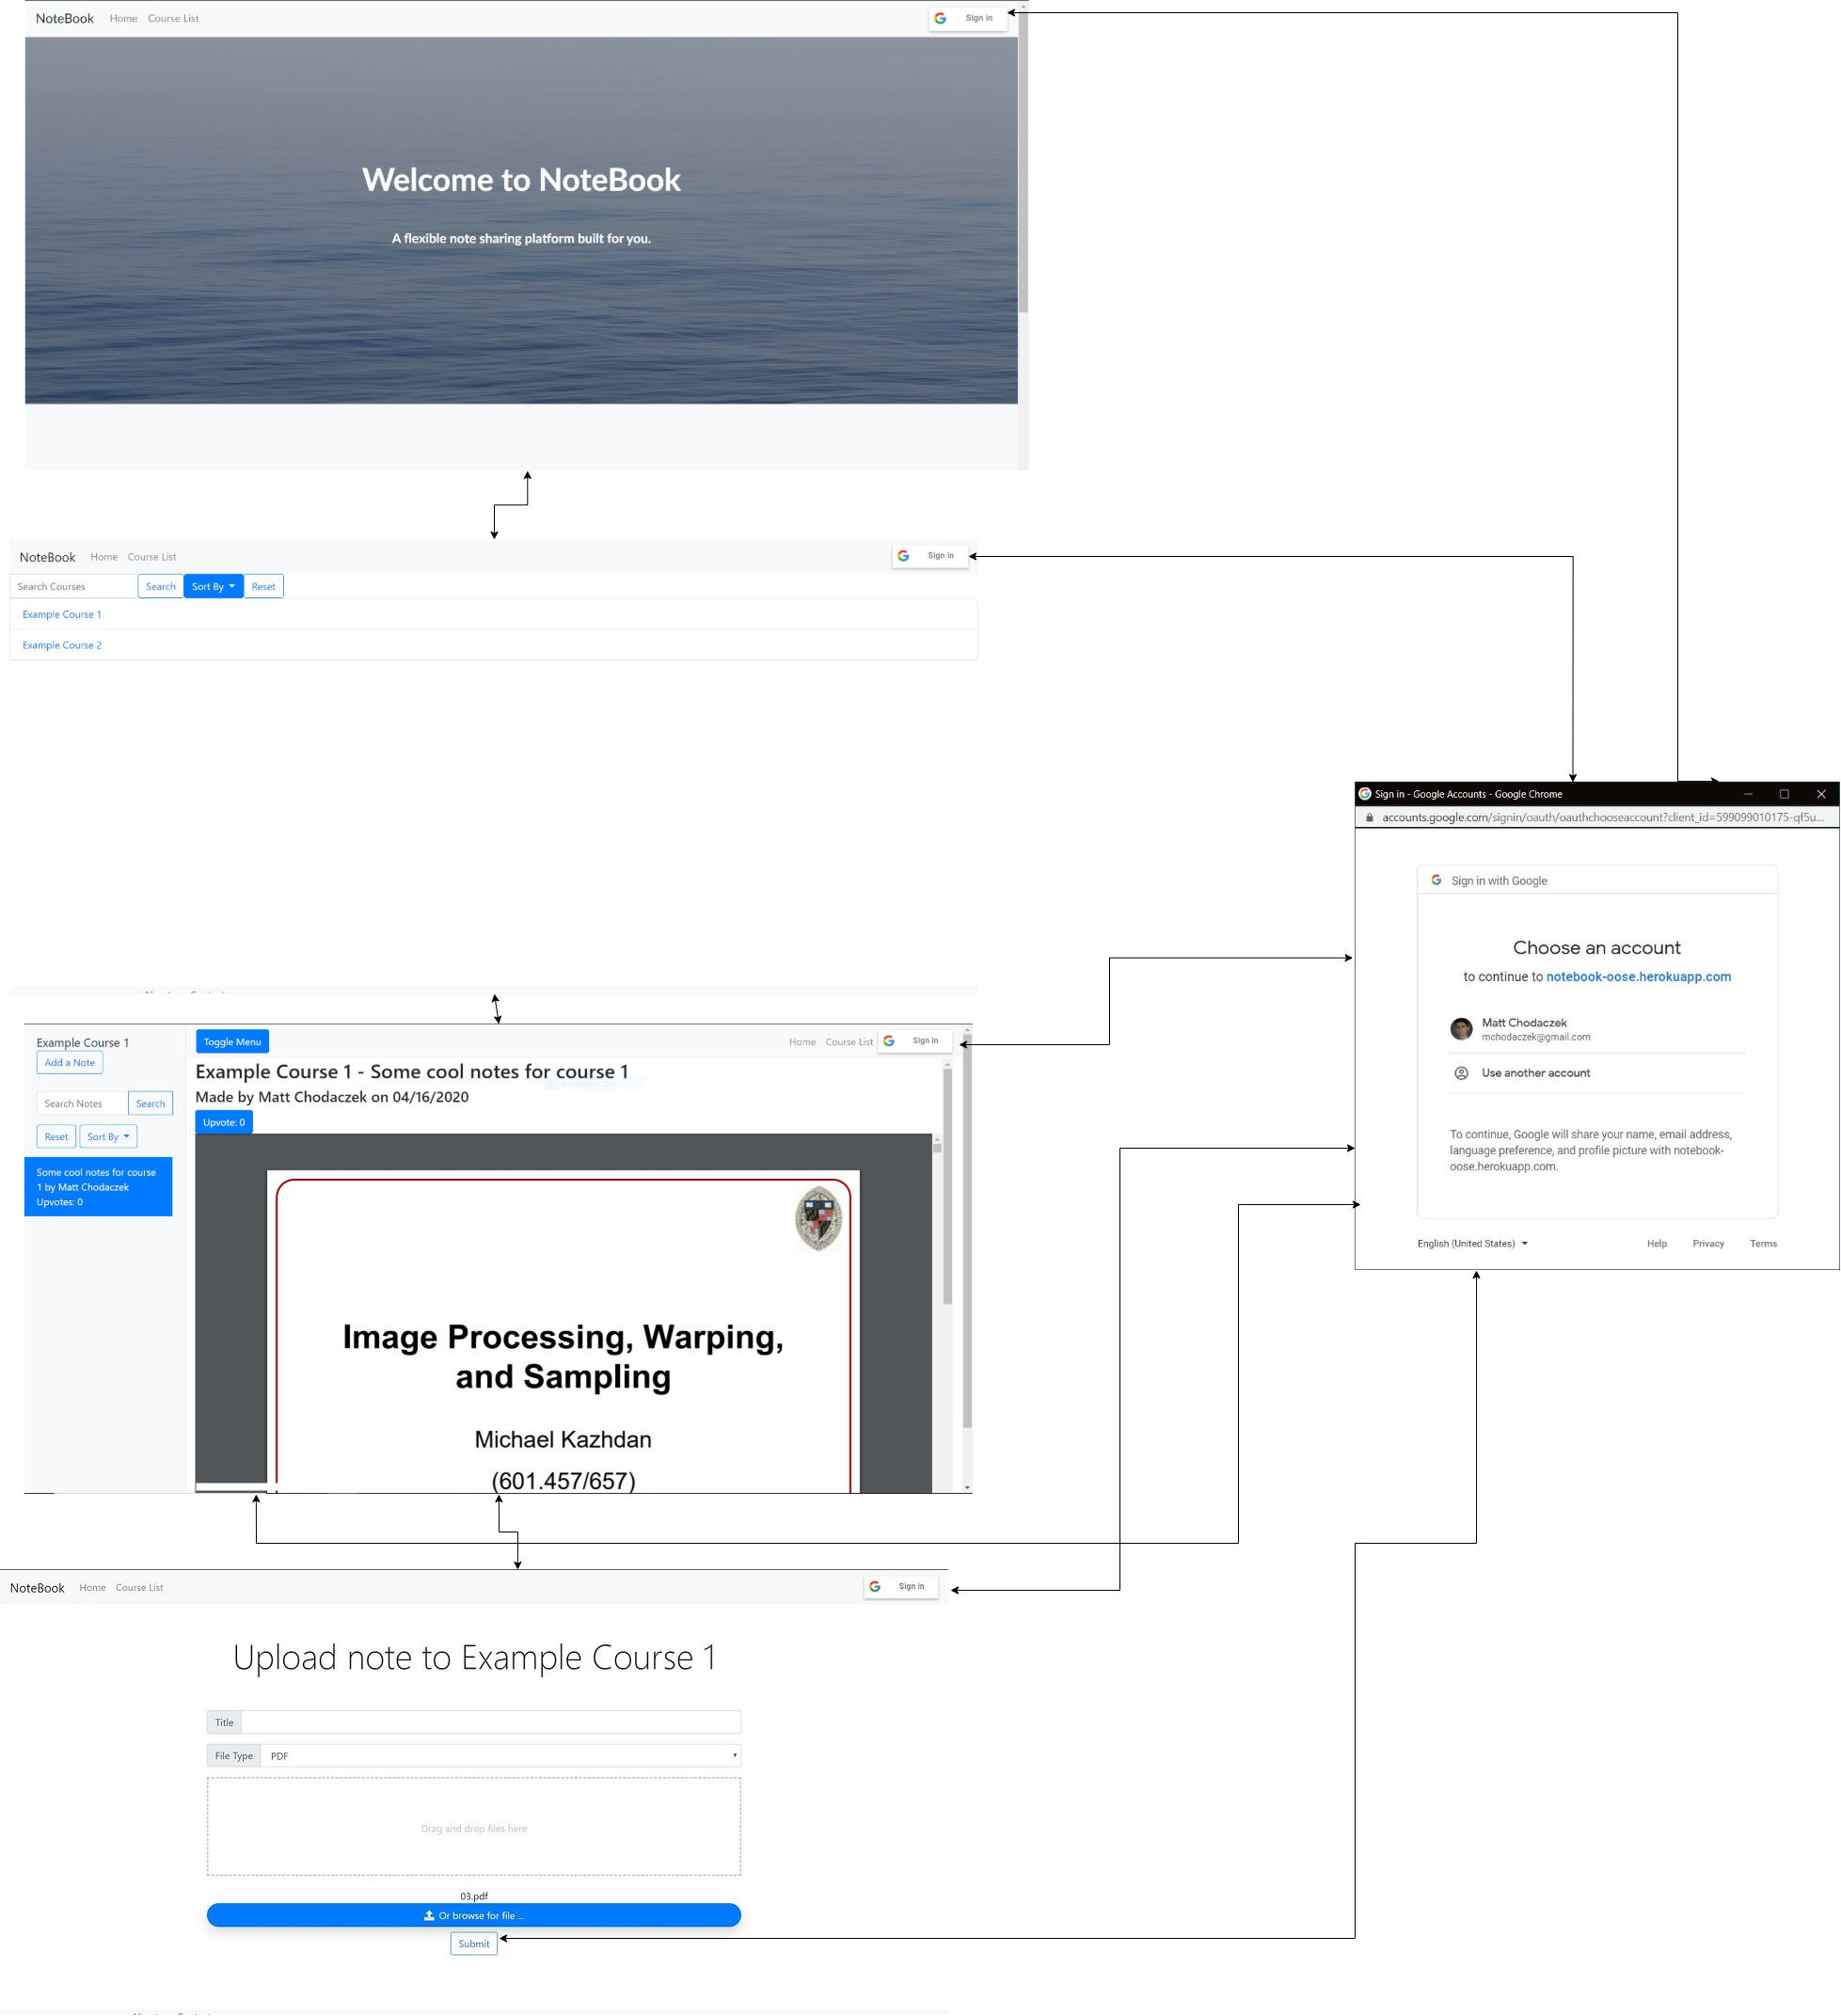 NoteBook Home Course List Sign in
Welcome to NoteBook
A flexible note sharing platform built for you.
NoteBook Home Course List Sign in
Search Courses Search Sort By Reset
Example Course 1
Example Course 2
Sign in - Google Accounts - Google Chrome
accounts.google.com/signin/oauth/oauthchooseaccount?client_id=599099010175-qf5u...
Sign in with Google
Choose an account
to continue to notebook-oose.herokuapp.com
Matt Chodaczek
mchodaczek@gmail.com
Use another account
To continue, Google will share your name, email address,
language preference, and profile picture with notebook-
oose.herokuapp.com.
English (United States) Help Privacy Terms
Example Course 1
Add a Note
Search Notes Search
Reset Sort By
Some cool notes for course
1 by Matt Chodaczek
Upvotes: 0
Toggle Menu Home Course List Sign in
Example Course 1 - Some cool notes for course 1
Made by Matt Chodaczek on 04/16/2020
Upvote: 0
Image Processing, Warping,
and Sampling
Michael Kazhdan
(601.457/657)
NoteBook Home Course List Sign in
Upload note to Example Course 1
Title
File Type PDF
Drag and drop files here
03.pdf
Or browse for file ...
Submit